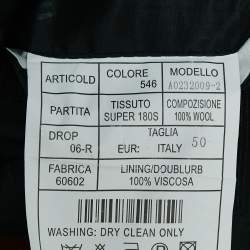 ARTICOLD COLORE MODELLO
546 A0232009-2
PARTITA TISSUTO COMPOZISIONE
SUPER 180S 100% WOOL
DROP TAGLIA
06-R EUR: ITALY 50
FABRICA LINING/DOUBLURB
60602 100% VISCOSA
WASHING: DRY CLEAN ONLY